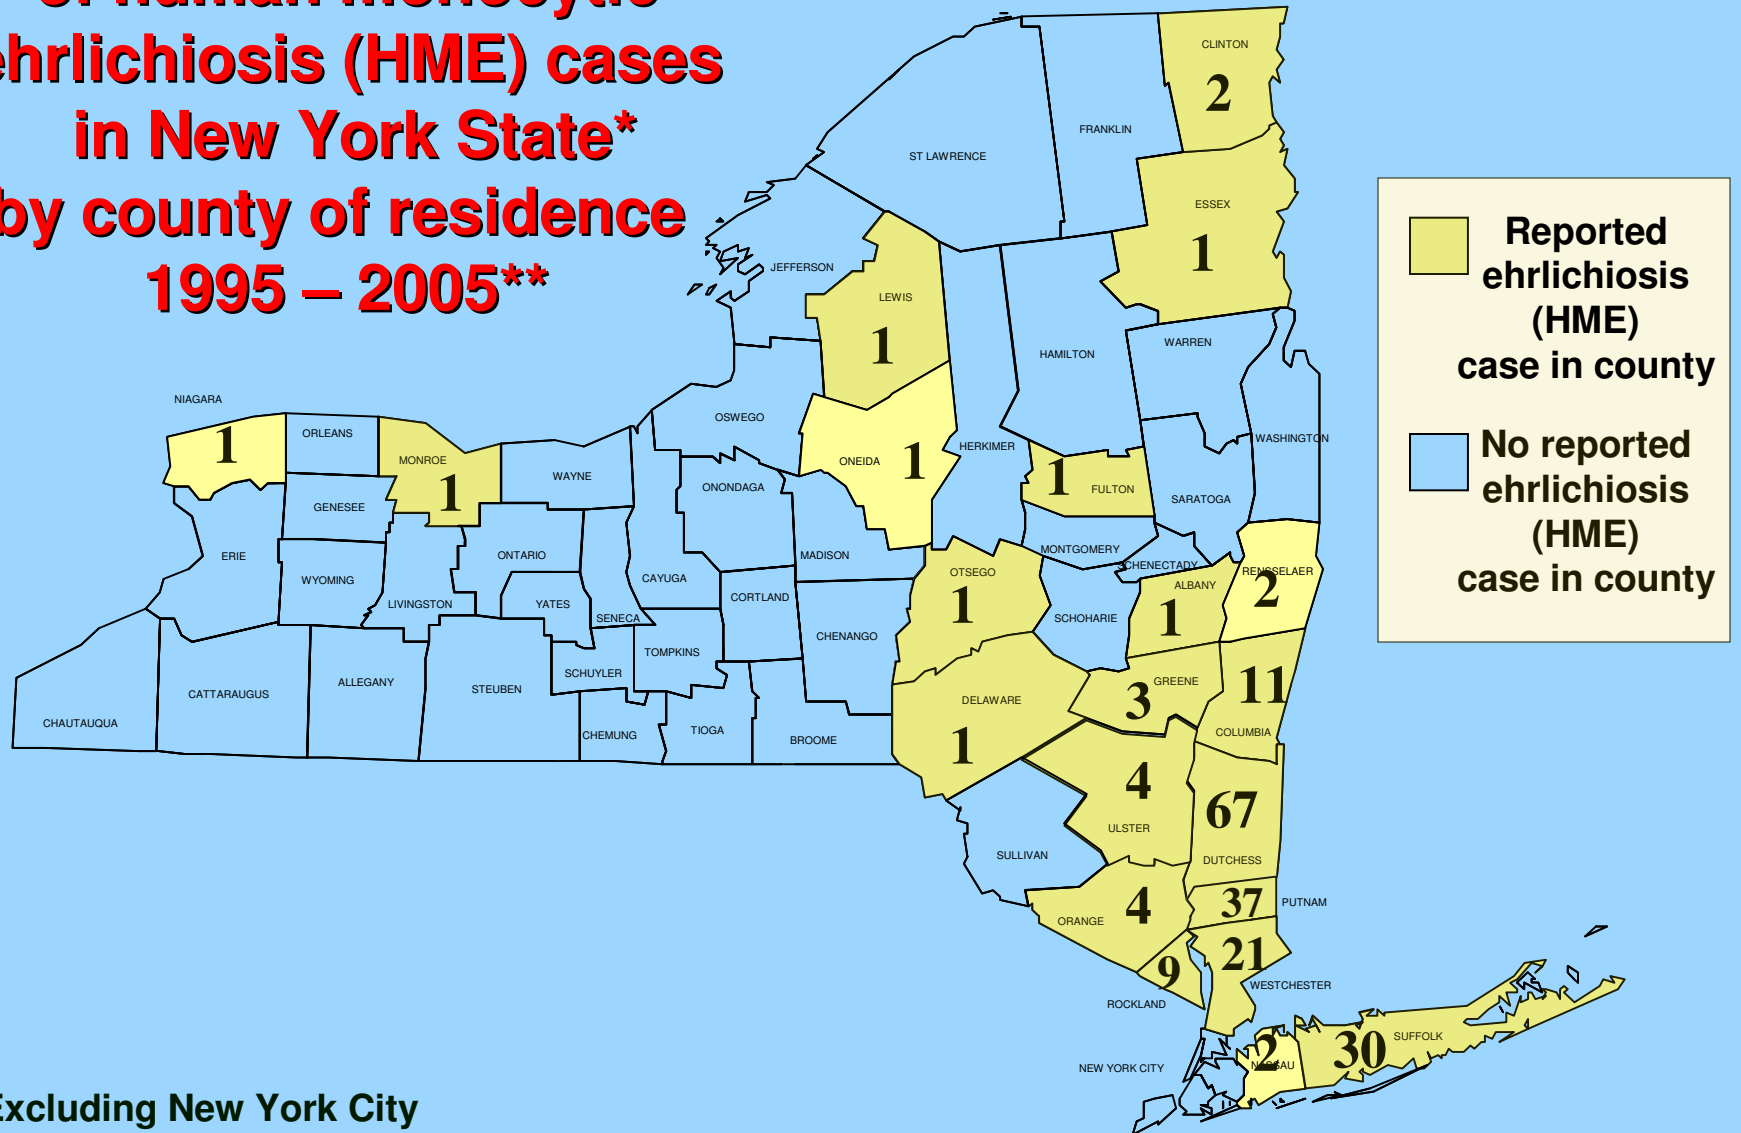 of human monocytic
ehrlichiosis (HME) cases
in New York State*
by county of residence
1995 – 2005**
CLINTON
2
FRANKLIN
ST LAWRENCE
ESSEX
1
JEFFERSON
LEWIS
1
HAMILTON
WARREN
Reported
ehrlichiosis
(HME)
case in county
No reported
ehrlichiosis
(HME)
case in county
NIAGARA
1
ORLEANS
MONROE
1
WAYNE
OSWEGO
ONEIDA
1
HERKIMER
1
FULTON
SARATOGA
WASHINGTON
GENESEE
ONONDAGA
ERIE
WYOMING
LIVINGSTON
ONTARIO
YATES
SENECA
CAYUGA
MADISON
CORTLAND
CHENANGO
OTSEGO
1
MONTGOMERY
SCHENECTADY
SCHOHARIE
ALBANY
1
RENSSELAER
2
CHAUTAUQUA
CATTARAUGUS
ALLEGANY
STEUBEN
SCHUYLER
TOMPKINS
CHEMUNG
TIOGA
BROOME
DELAWARE
1
GREENE
3
11
COLUMBIA
4
ULSTER
67
DUTCHESS
SULLIVAN
ORANGE
4
37
PUTNAM
9
ROCKLAND
21
WESTCHESTER
NEW YORK CITY
2
NASSAU
30
SUFFOLK
Excluding New York City